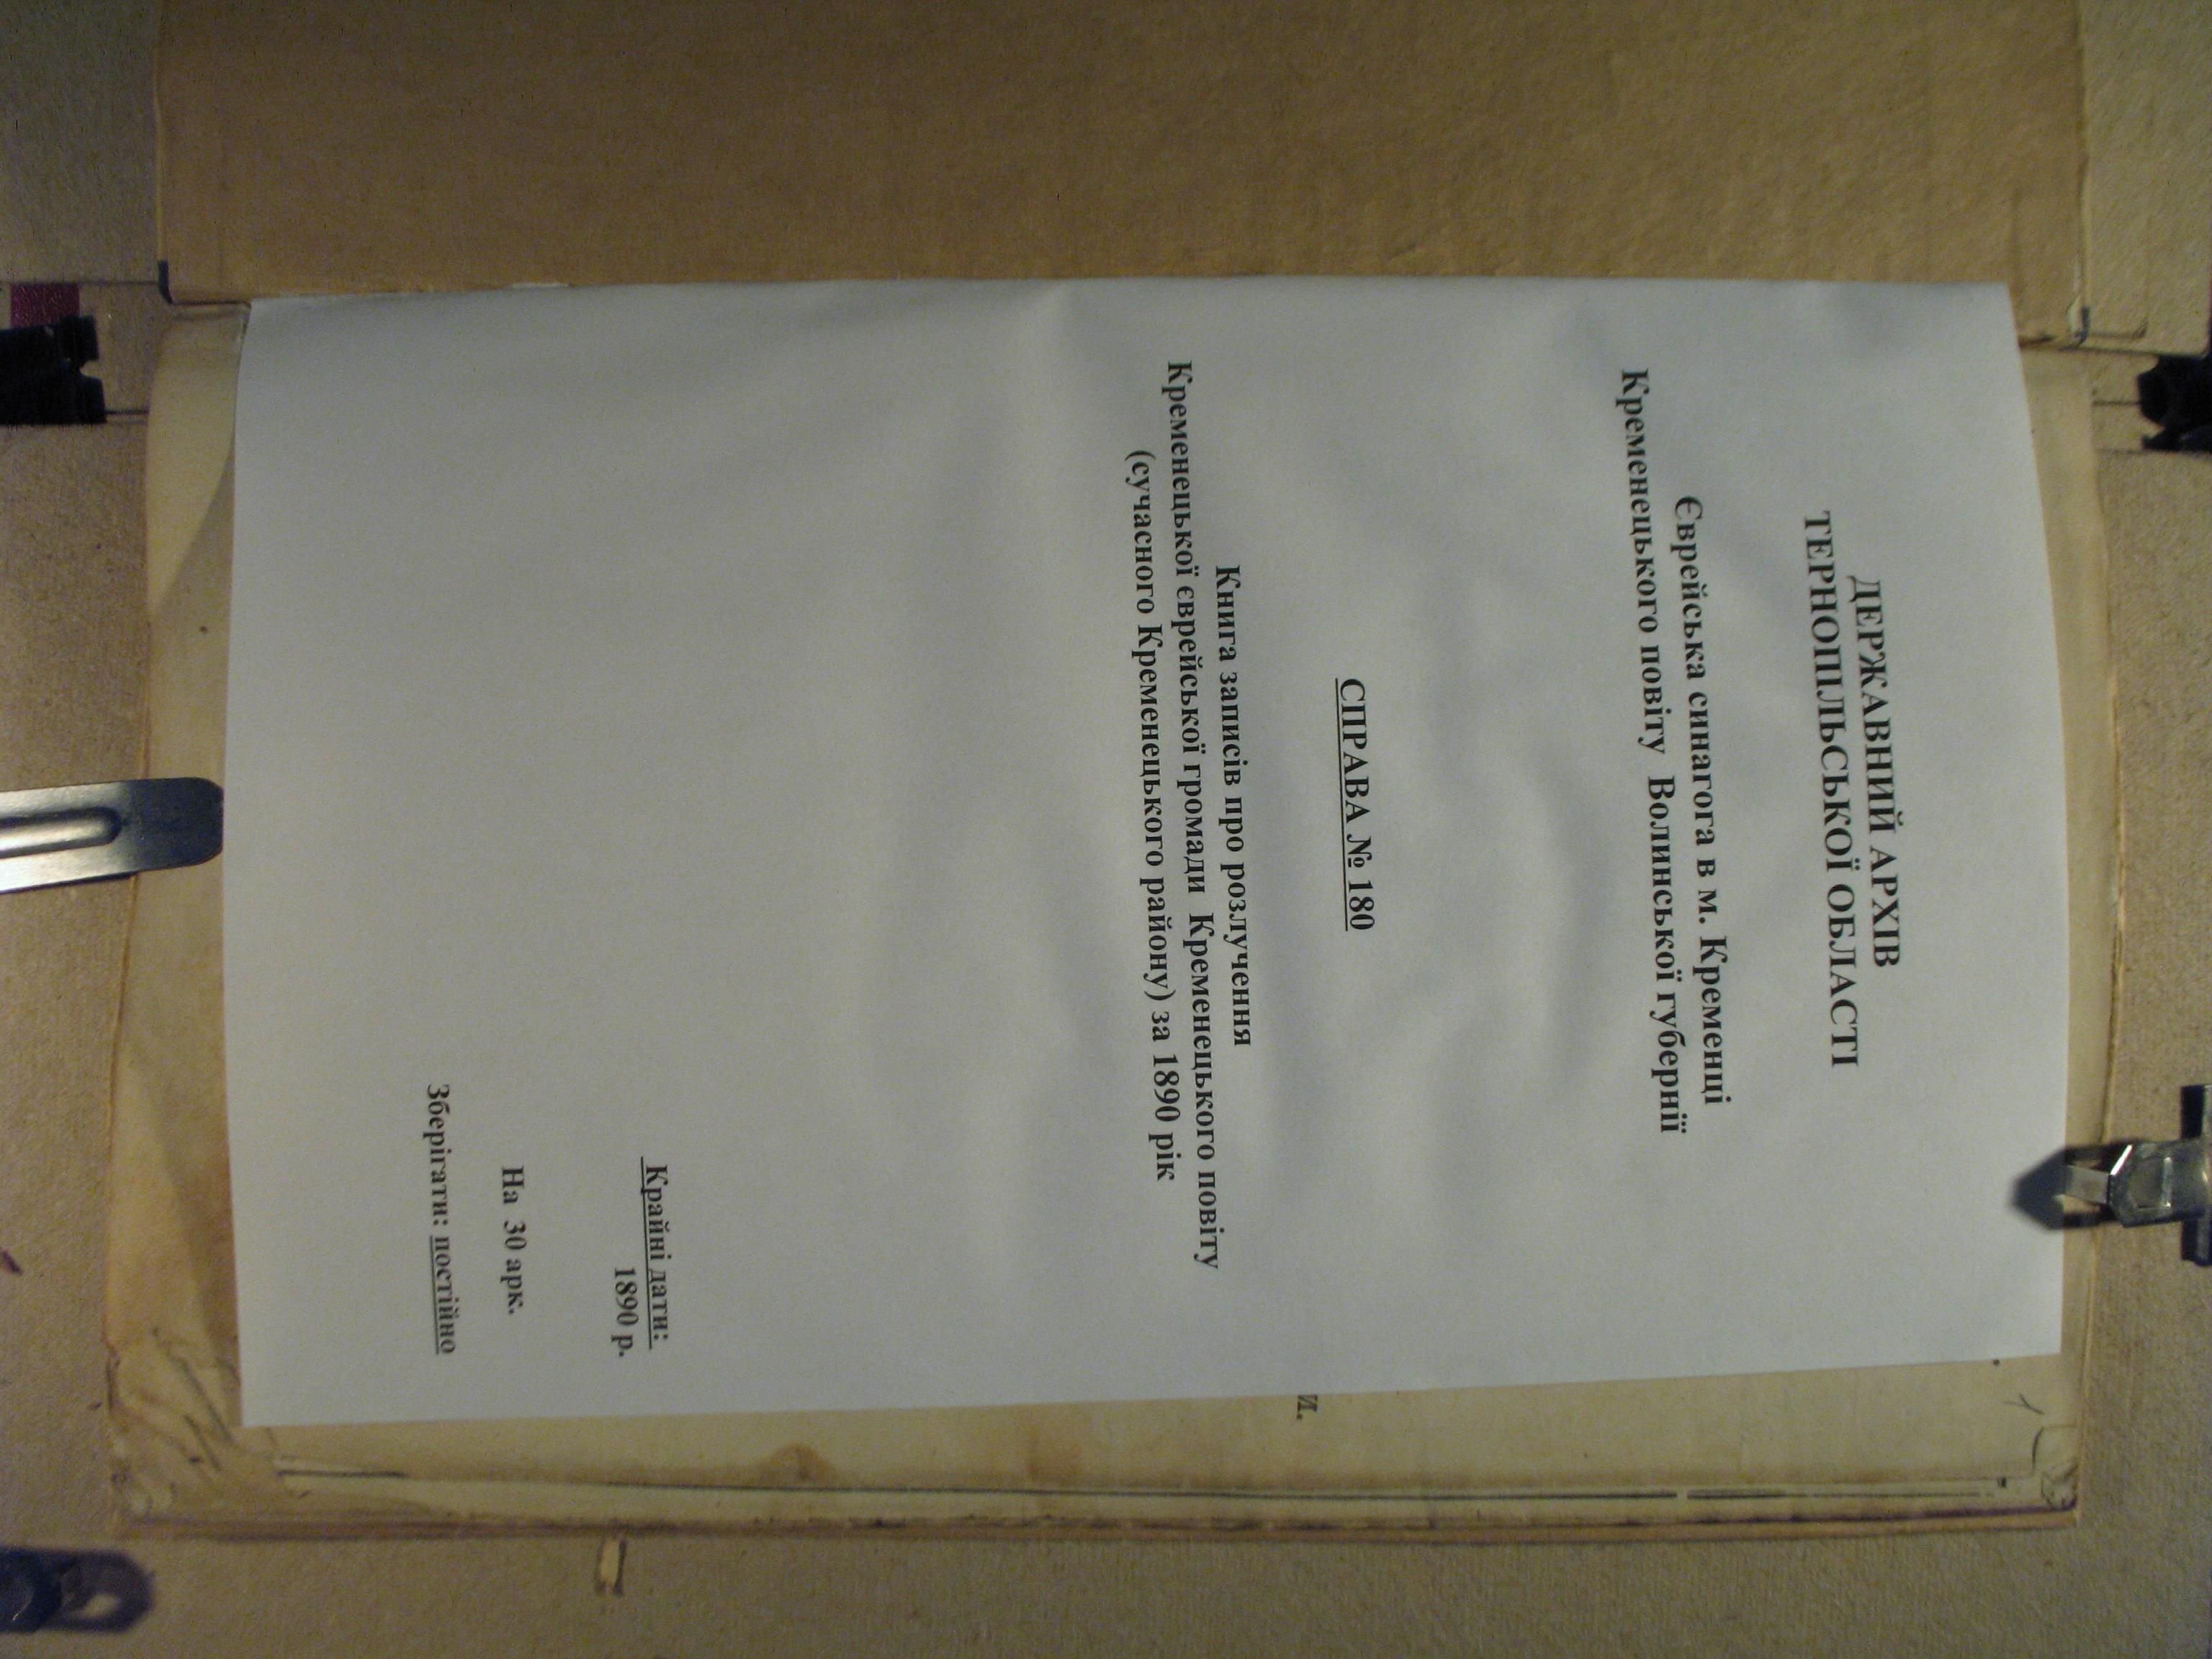 ДЕРЖАВНИЙ АРХІВ
ТЕРНОПІЛЬСЬКОЇ ОБЛАСТІ
Єврейська синагога в м. Кременці
Кременецького повіту Волинської губернії
СПРАВА № 180
Книга записів про розлучення
Кременецької єврейської громади Кременецького повіту
(сучасного Кременецького району) за 1890 рік
Крайні дати:
1890 р.
На 30 арк.
Зберігати: постійно
и.